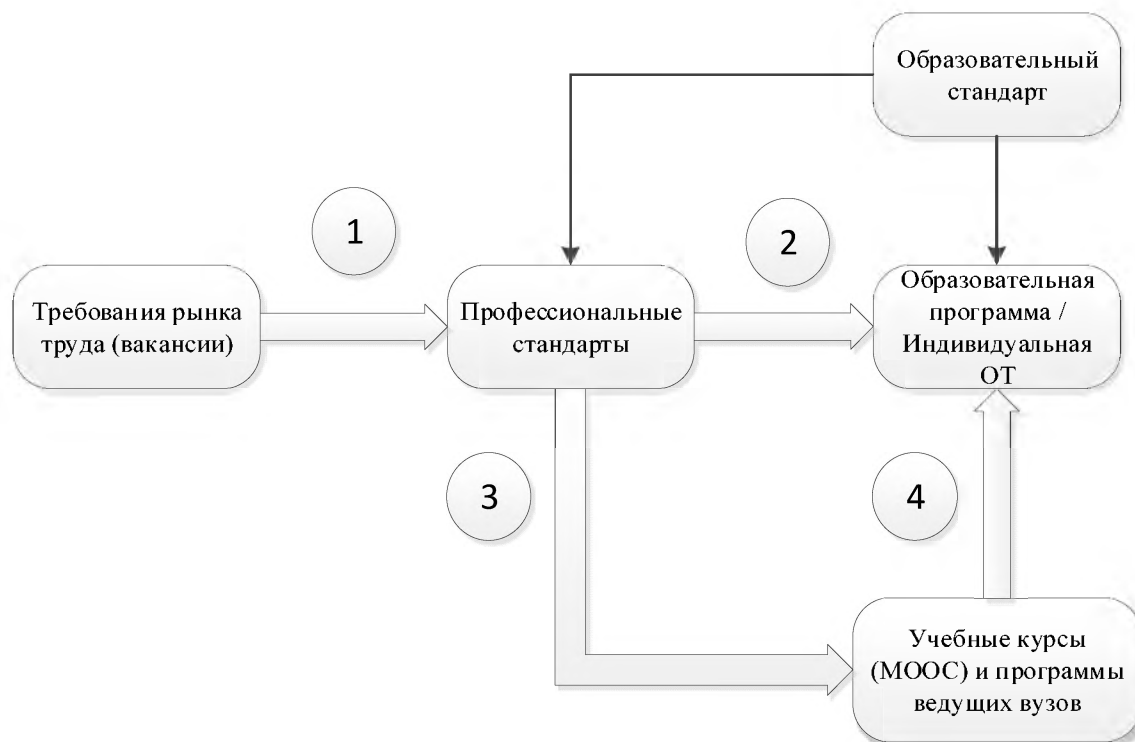 Образовательный
стандарт
1
2
Требования рынка
труда (вакансии)
Профессиональные
стандарты
Образовательная
программа /
Индивидуальная
ОТ
3
4
Учебные курсы
(МООС) и программы
ведущих вузов